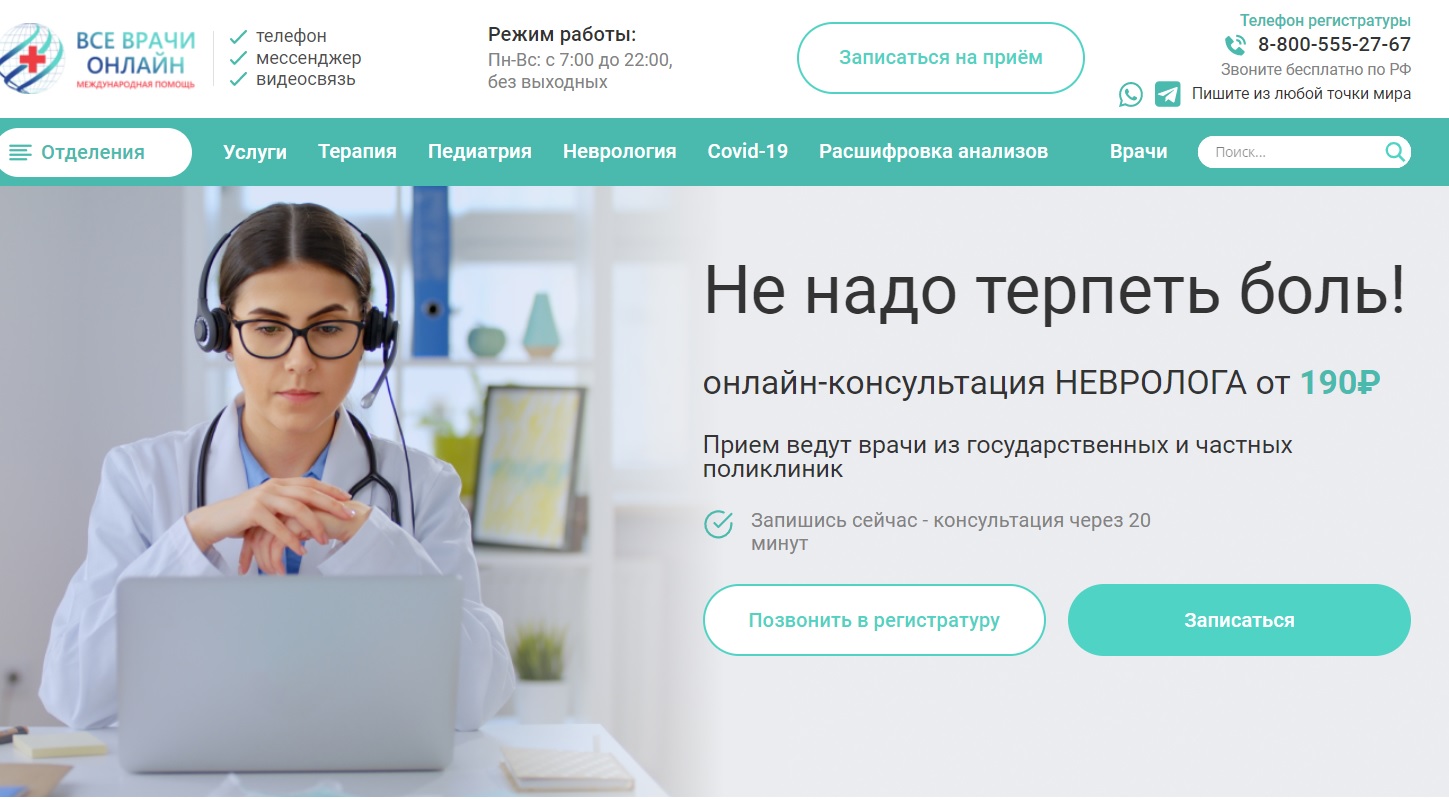 ВСЕ ВРАЧИ
ОНЛАЙН
МЕЖДУНАРОДНАЯ ПОМОЩЬ
телефон
мессенджер
видеосвязь
Режим работы:
Пн-Вс: с 7:00 до 22:00,
без выходных
Записаться на приём
Телефон регистратуры
8-800-555-27-67
Звоните бесплатно по РФ
Пишите из любой точки мира
Отделения
Услуги
Терапия
Педиатрия
Неврология
Covid-19
Расшифровка анализов
Врачи
Поиск...
Не надо терпеть боль!
онлайн-консультация НЕВРОЛОГА от 190₽
Прием ведут врачи из государственных и частных
поликлиник
Запишись сейчас - консультация через 20
минут
Позвонить в регистратуру
Записаться